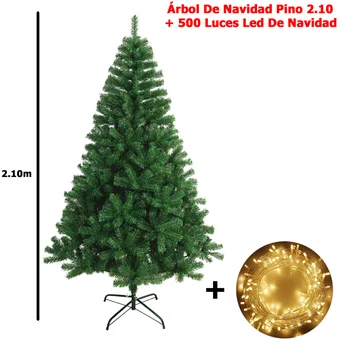 Árbol De Navidad Pino 2.10
+ 500 Luces Led De Navidad
2.10m
+